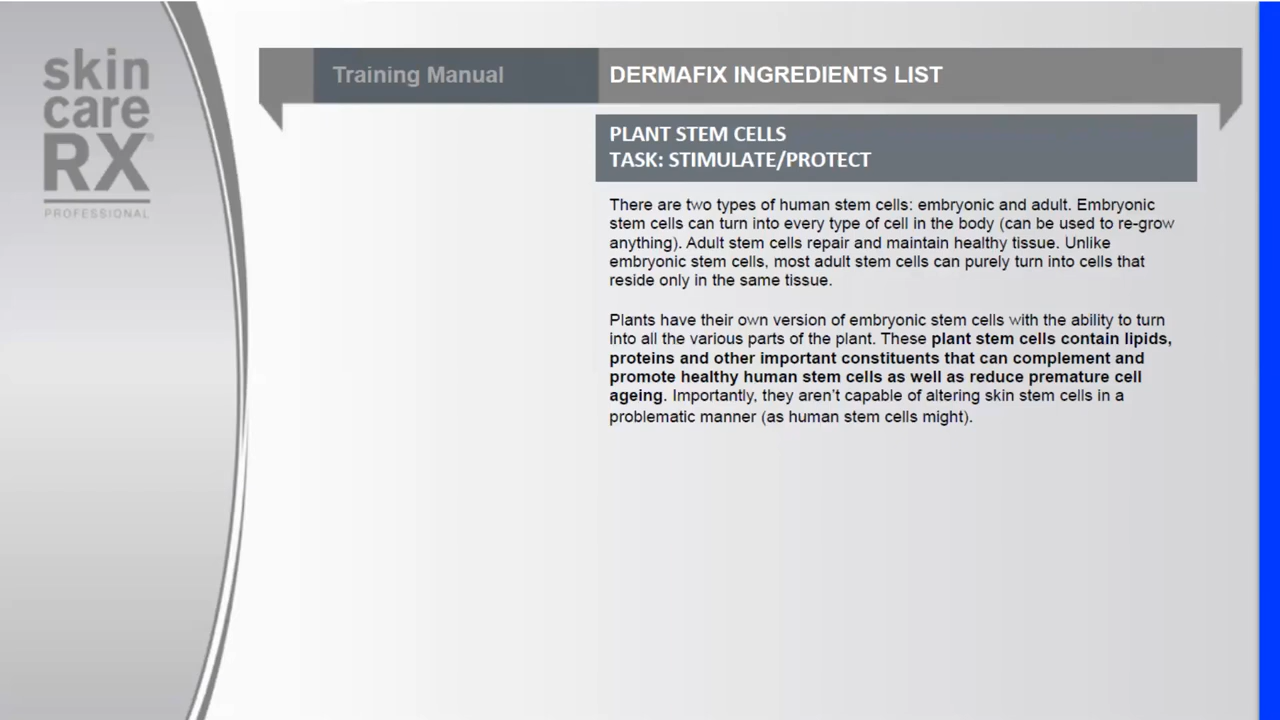 skin
care
RX®
PROFESSIONAL
Training Manual
DERMAFIX INGREDIENTS LIST
PLANT STEM CELLS
TASK: STIMULATE/PROTECT
There are two types of human stem cells: embryonic and adult. Embryonic
stem cells can turn into every type of cell in the body (can be used to re-grow
anything). Adult stem cells repair and maintain healthy tissue. Unlike
embryonic stem cells, most adult stem cells can purely turn into cells that
reside only in the same tissue.
Plants have their own version of embryonic stem cells with the ability to turn
into all the various parts of the plant. These plant stem cells contain lipids,
proteins and other important constituents that can complement and
promote healthy human stem cells as well as reduce premature cell
ageing. Importantly, they aren’t capable of altering skin stem cells in a
problematic manner (as human stem cells might).